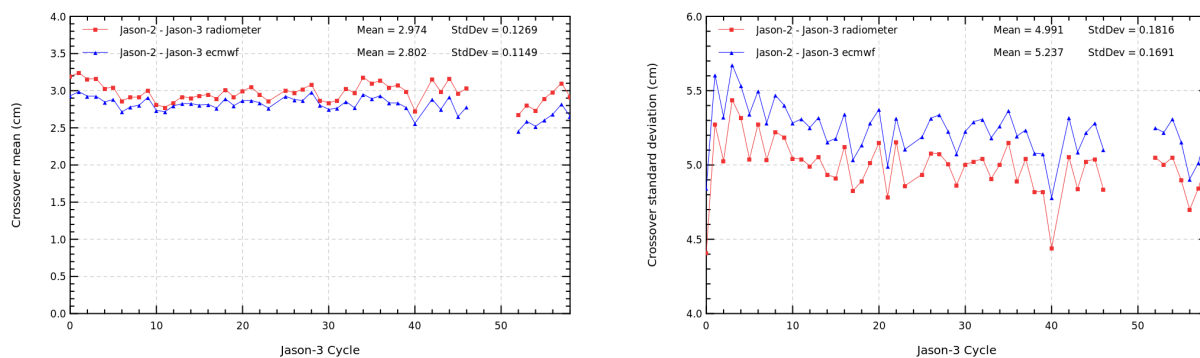 4.0
3.5
3.0
2.5
2.0
1.5
1.0
0.5
0.0
Crossover mean (cm)
Jason-2 - Jason-3 radiometer Mean = 2.974 StdDev = 0.1269
Jason-2 - Jason-3 ecmwf Mean = 2.802 StdDev = 0.1149
0 10 20 30 40 50
Jason-3 Cycle
6.0
5.5
5.0
4.5
4.0
Crossover standard deviation (cm)
Jason-2 - Jason-3 radiometer Mean = 4.991 StdDev = 0.1816
Jason-2 - Jason-3 ecmwf Mean = 5.237 StdDev = 0.1691
0 10 20 30 40 50
Jason-3 Cycle